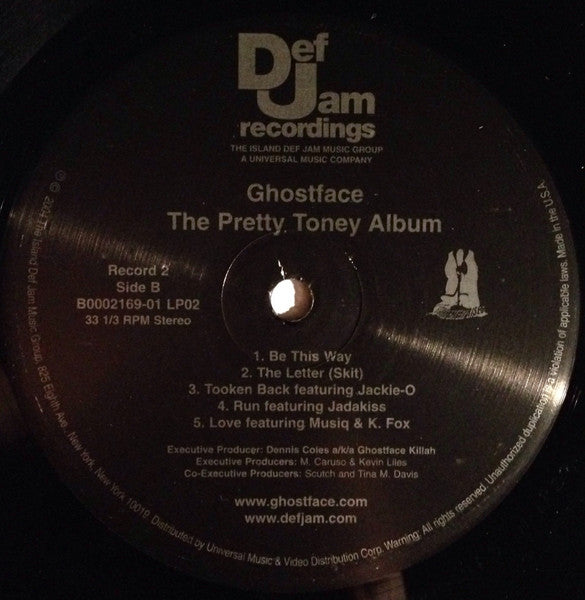 Def
Jam
recordings
THE ISLAND DEF JAM MUSIC GROUP
A UNIVERSAL MUSIC COMPANY
Ghostface
The Pretty Toney Album
Record 2
Side B
B0002169-01 LP02
33 1/3 RPM Stereo
1. Be This Way
2. The Letter (Skit)
3. Tooken Back featuring Jackie-O
4. Run featuring Jadakiss
5. Love featuring Musiq & K. Fox
Executive Producer: Dennis Coles a/k/a Ghostface Killah
Executive Producers: M. Caruso & Kevin Liles
Co-Executive Producers: Scutch and Tina M. Davis
www.ghostface.com
www.defjam.com
℗ © 2004 The Island Def Jam Music Group, 825 Eighth Ave., New York, New York 10019. Distributed by Universal Music & Video Distribution Corp. Warning: All rights reserved. Unauthorized duplication is a violation of applicable laws. Made in the U.S.A.